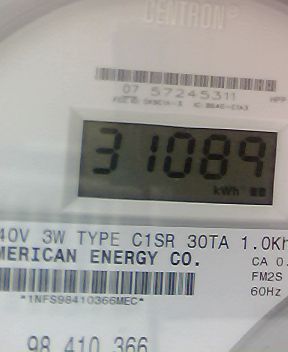 CENTRON®
07 57245311
HPP
31089
kWh
40V 3W TYPE C1SR 30TA 1.0Kh
MERICAN ENERGY CO.
CA 0.
FM2S
*1NFS98410366MEC*
60Hz
98 410 366